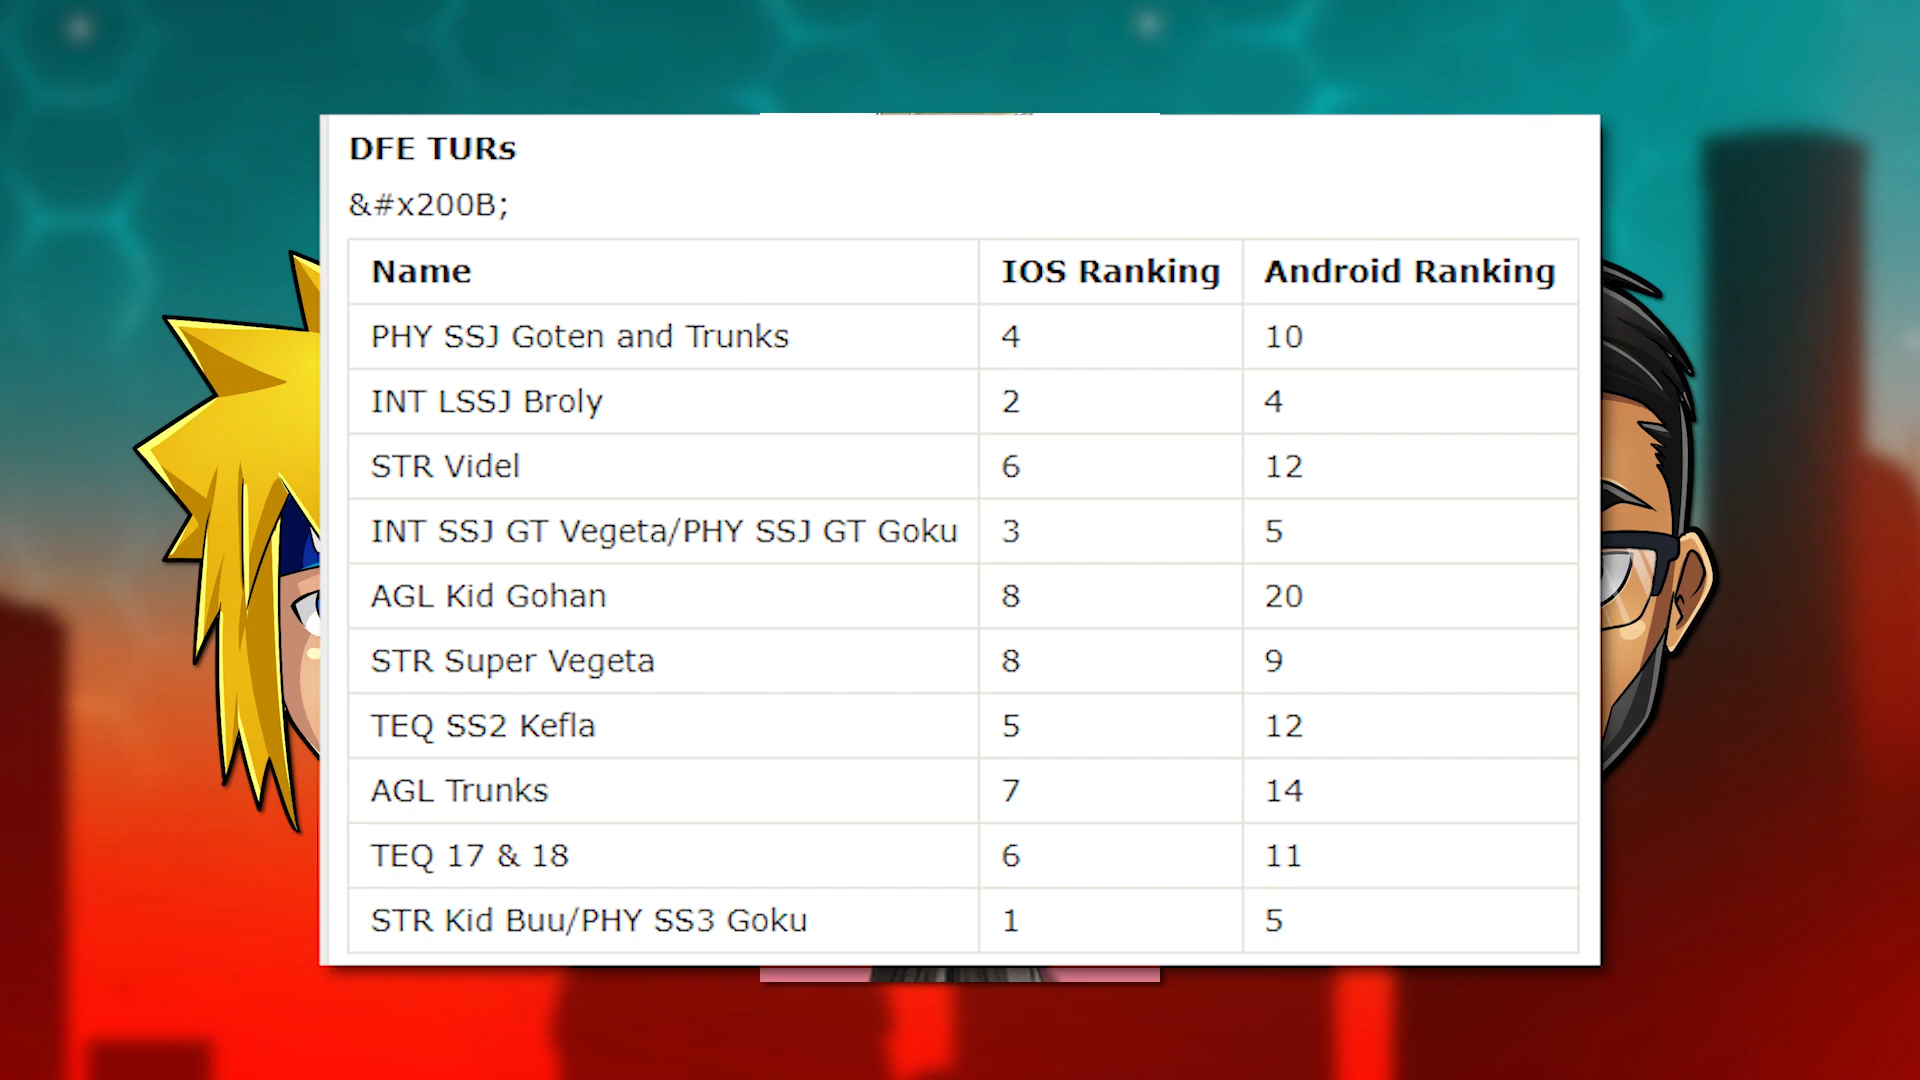 DFE TURs
&#x200B;
Name IOS Ranking Android Ranking
PHY SSJ Goten and Trunks 4 10
INT LSSJ Broly 2 4
STR Videl 6 12
INT SSJ GT Vegeta/PHY SSJ GT Goku 3 5
AGL Kid Gohan 8 20
STR Super Vegeta 8 9
TEQ SS2 Kefla 5 12
AGL Trunks 7 14
TEQ 17 & 18 6 11
STR Kid Buu/PHY SS3 Goku 1 5